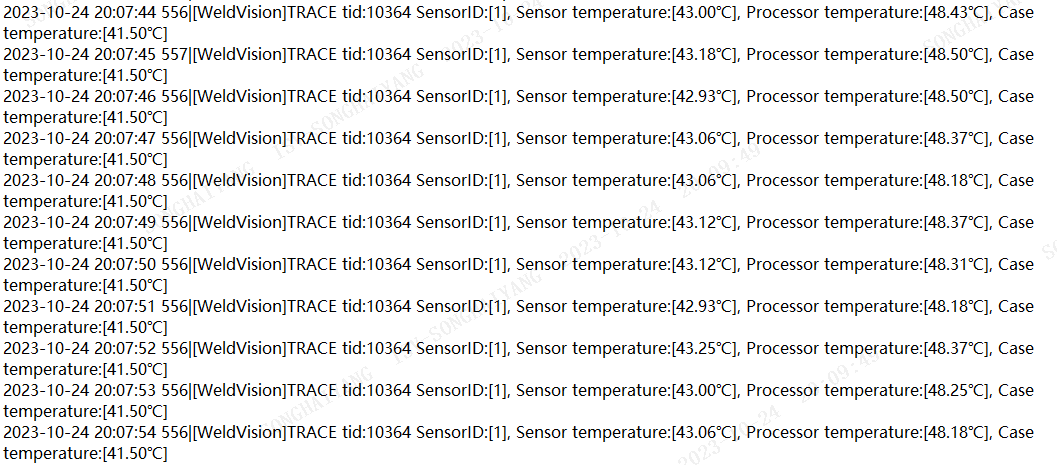 2023-10-24 20:07:44 556|[WeldVision]TRACE tid:10364 SensorID:[1], Sensor temperature:[43.00℃], Processor temperature:[48.43℃], Case
temperature:[41.50℃]
2023-10-24 20:07:45 557|[WeldVision]TRACE tid:10364 SensorID:[1], Sensor temperature:[43.18℃], Processor temperature:[48.50℃], Case
temperature:[41.50℃]
2023-10-24 20:07:46 556|[WeldVision]TRACE tid:10364 SensorID:[1], Sensor temperature:[42.93℃], Processor temperature:[48.50℃], Case
temperature:[41.50℃]
2023-10-24 20:07:47 556|[WeldVision]TRACE tid:10364 SensorID:[1], Sensor temperature:[43.06℃], Processor temperature:[48.37℃], Case
temperature:[41.50℃]
2023-10-24 20:07:48 556|[WeldVision]TRACE tid:10364 SensorID:[1], Sensor temperature:[43.06℃], Processor temperature:[48.18℃], Case
temperature:[41.50℃]
2023-10-24 20:07:49 556|[WeldVision]TRACE tid:10364 SensorID:[1], Sensor temperature:[43.12℃], Processor temperature:[48.37℃], Case
temperature:[41.50℃]
2023-10-24 20:07:50 556|[WeldVision]TRACE tid:10364 SensorID:[1], Sensor temperature:[43.12℃], Processor temperature:[48.31℃], Case
temperature:[41.50℃]
2023-10-24 20:07:51 556|[WeldVision]TRACE tid:10364 SensorID:[1], Sensor temperature:[42.93℃], Processor temperature:[48.18℃], Case
temperature:[41.50℃]
2023-10-24 20:07:52 556|[WeldVision]TRACE tid:10364 SensorID:[1], Sensor temperature:[43.25℃], Processor temperature:[48.37℃], Case
temperature:[41.50℃]
2023-10-24 20:07:53 556|[WeldVision]TRACE tid:10364 SensorID:[1], Sensor temperature:[43.00℃], Processor temperature:[48.25℃], Case
temperature:[41.50℃]
2023-10-24 20:07:54 556|[WeldVision]TRACE tid:10364 SensorID:[1], Sensor temperature:[43.06℃], Processor temperature:[48.18℃], Case
temperature:[41.50℃]